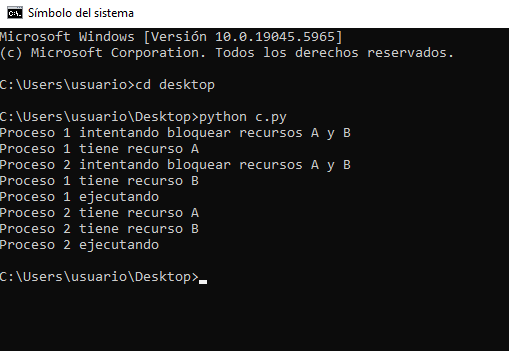 Símbolo del sistema
Microsoft Windows [Versión 10.0.19045.5965]
(c) Microsoft Corporation. Todos los derechos reservados.
C:\Users\usuario>cd desktop
C:\Users\usuario\Desktop>python c.py
Proceso 1 intentando bloquear recursos A y B
Proceso 1 tiene recurso A
Proceso 2 intentando bloquear recursos A y B
Proceso 1 tiene recurso B
Proceso 1 ejecutando
Proceso 2 tiene recurso A
Proceso 2 tiene recurso B
Proceso 2 ejecutando
C:\Users\usuario\Desktop>